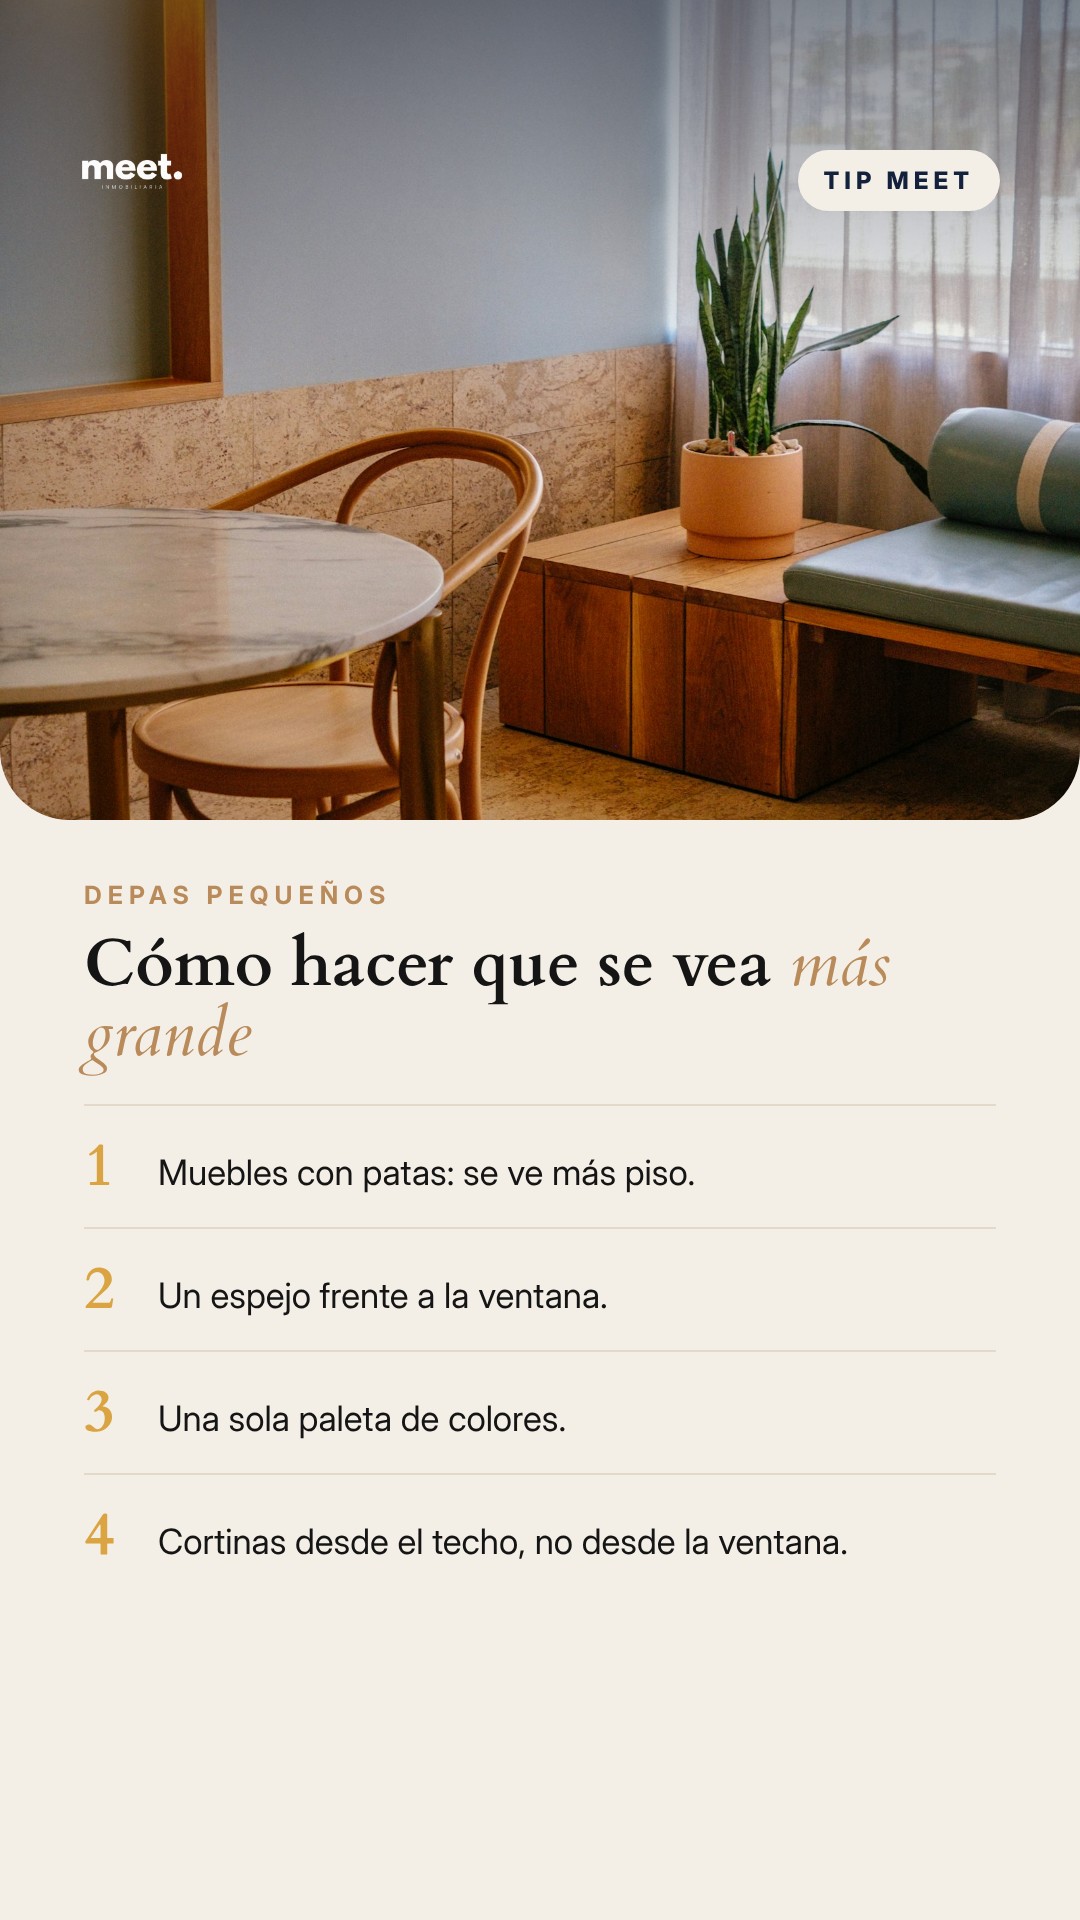 meet.
INMOBILIARIA
TIP MEET
DEPAS PEQUEÑOS
Cómo hacer que se vea más
grande
1 Muebles con patas: se ve más piso.
2 Un espejo frente a la ventana.
3 Una sola paleta de colores.
4 Cortinas desde el techo, no desde la ventana.